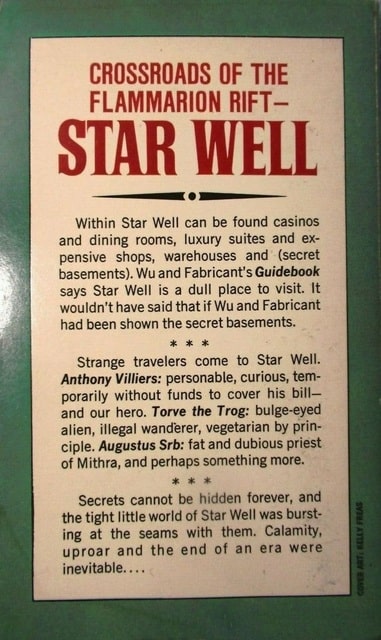 CROSSROADS OF THE
FLAMMARION RIFT—
STAR WELL
Within Star Well can be found casinos
and dining rooms, luxury suites and ex-
pensive shops, warehouses and (secret
basements). Wu and Fabricant's Guidebook
says Star Well is a dull place to visit. It
wouldn't have said that if Wu and Fabricant
had been shown the secret basements.
* * *
Strange travelers come to Star Well.
Anthony Villiers: personable, curious, tem-
porarily without funds to cover his bill—
and our hero. Torve the Trog: bulge-eyed
alien, illegal wanderer, vegetarian by prin-
ciple. Augustus Srb: fat and dubious priest
of Mithra, and perhaps something more.
* * *
Secrets cannot be hidden forever, and
the tight little world of Star Well was burst-
ing at the seams with them. Calamity,
uproar and the end of an era were
inevitable....
COVER ART: KELLY FREAS